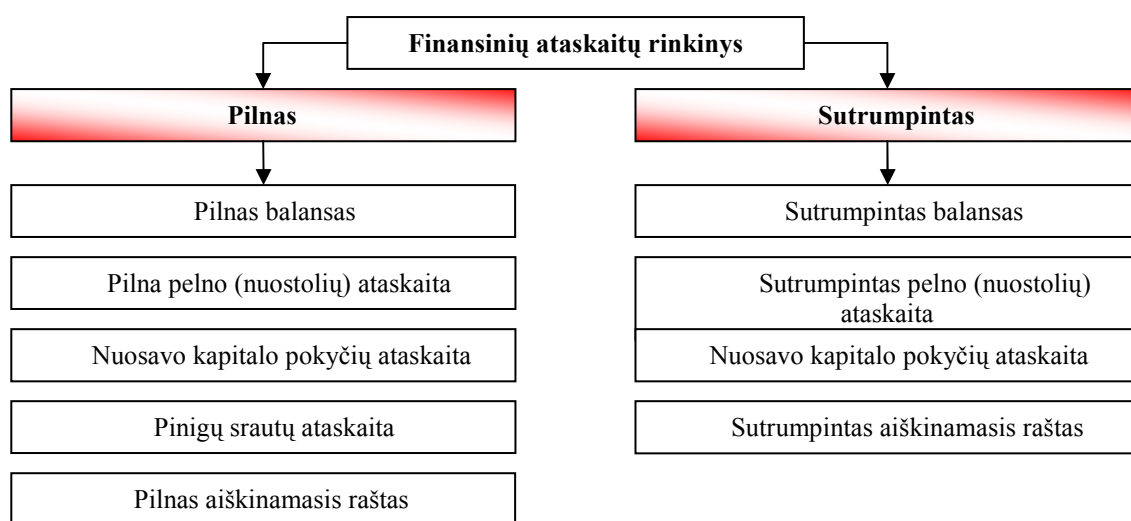 Finansinių ataskaitų rinkinys
Pilnas
Sutrumpintas
Pilnas balansas
Sutrumpintas balansas
Pilna pelno (nuostolių) ataskaita
Sutrumpintas pelno (nuostolių)
ataskaita
Nuosavo kapitalo pokyčių ataskaita
Nuosavo kapitalo pokyčių ataskaita
Pinigų srautų ataskaita
Sutrumpintas aiškinamasis raštas
Pilnas aiškinamasis raštas